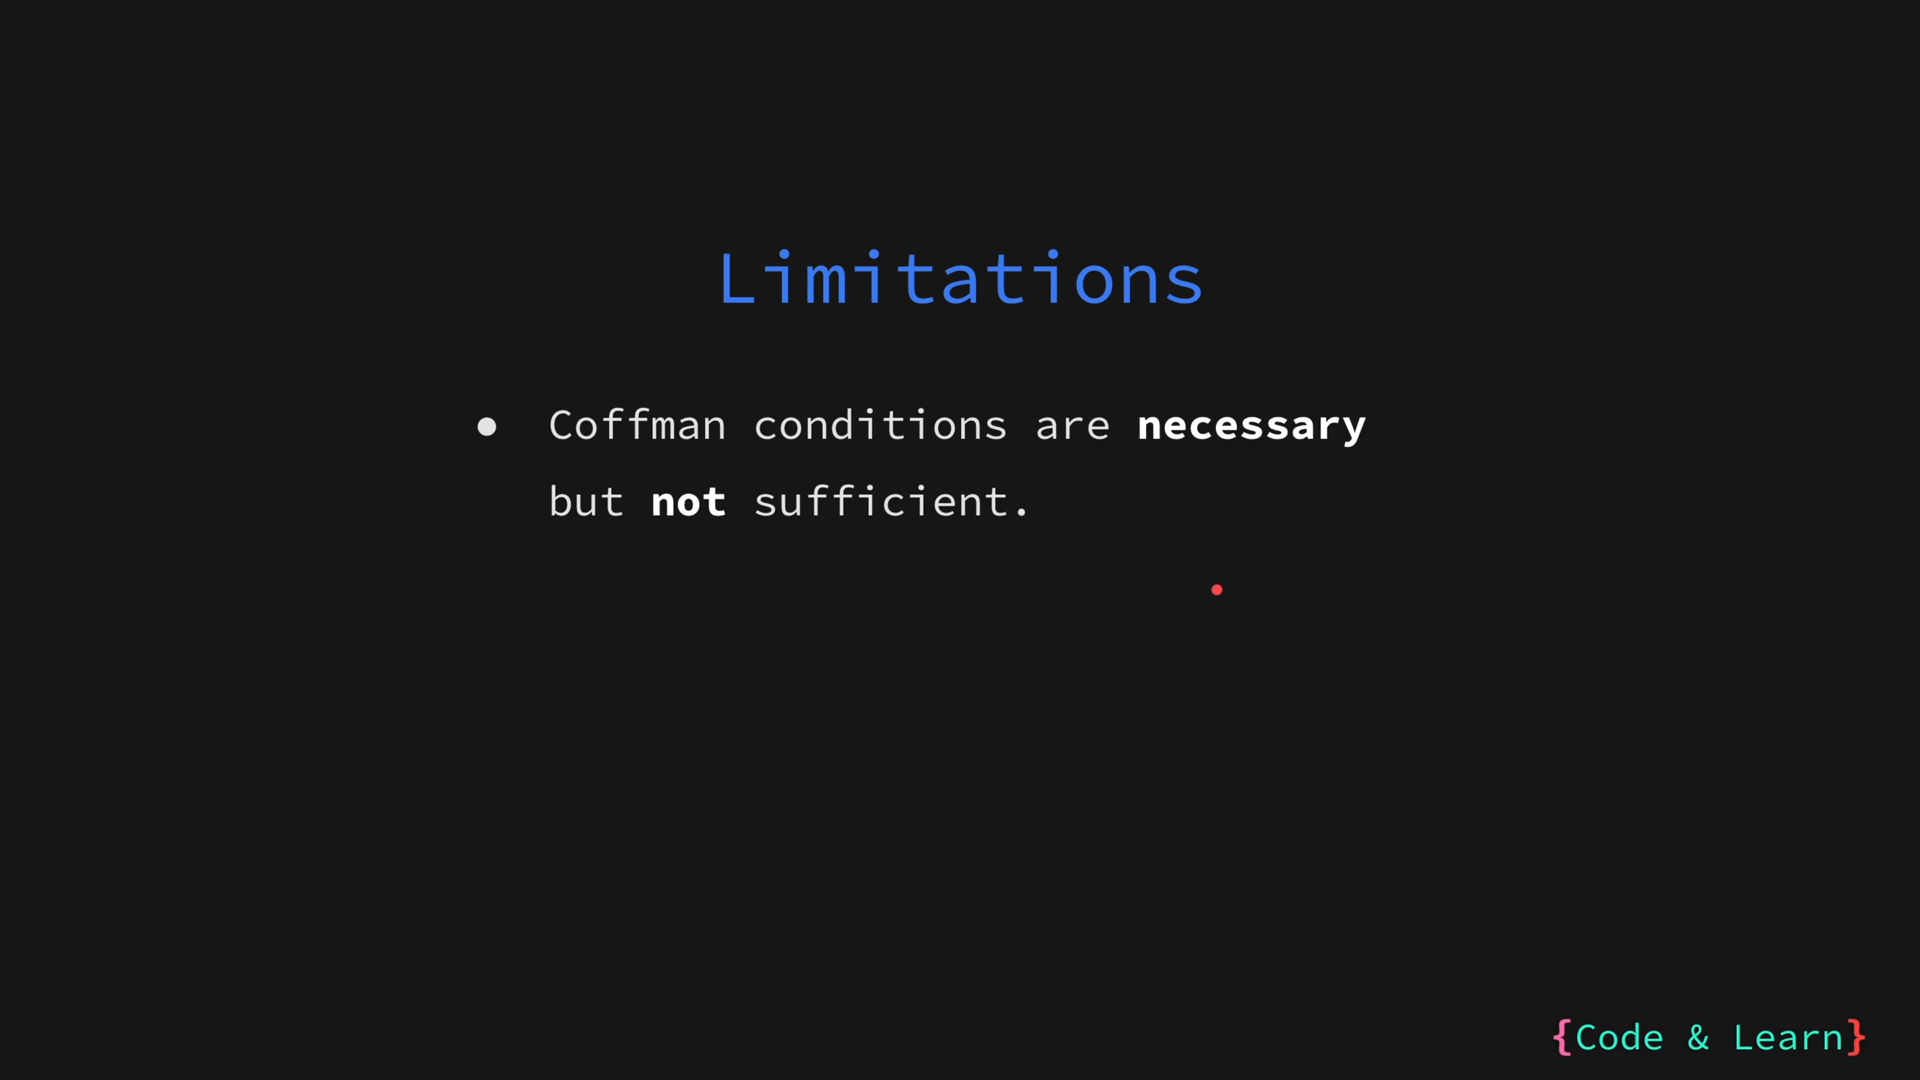 Limitations
● Coffman conditions are necessary
but not sufficient.
{Code & Learn}